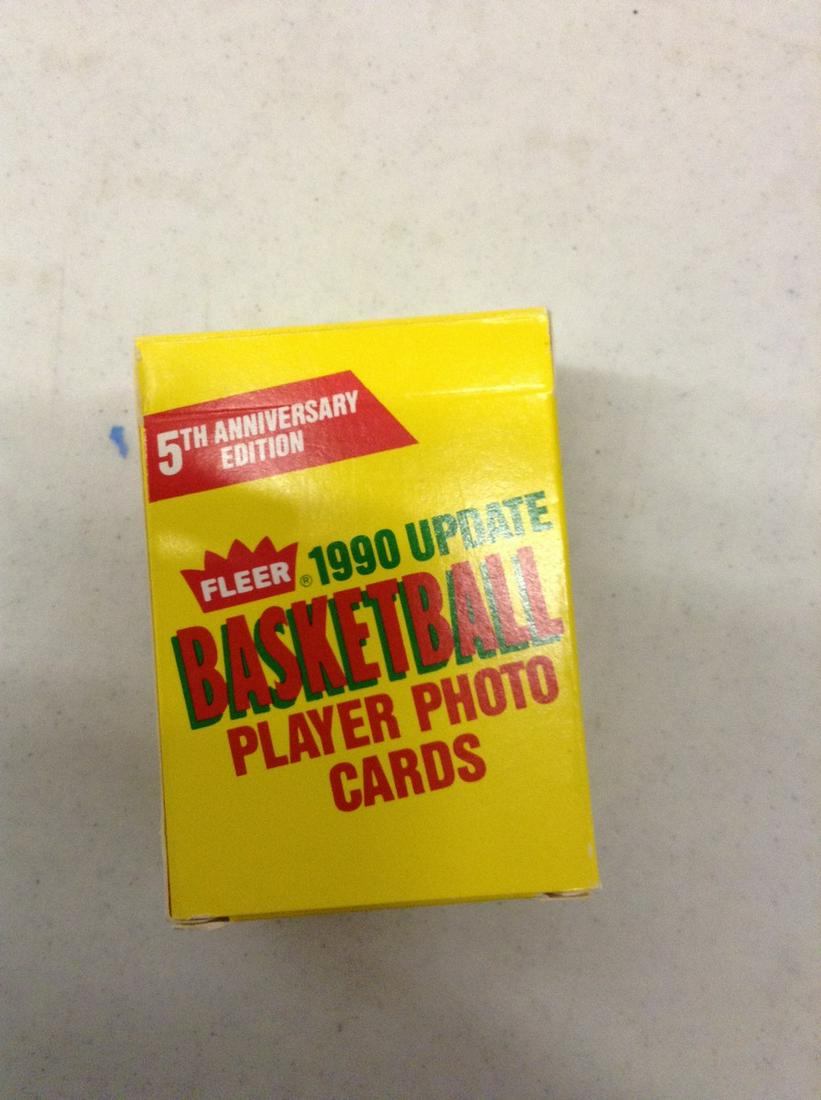 5TH ANNIVERSARY
EDITION
FLEER® 1990 UPDATE
BASKETBALL
PLAYER PHOTO
CARDS